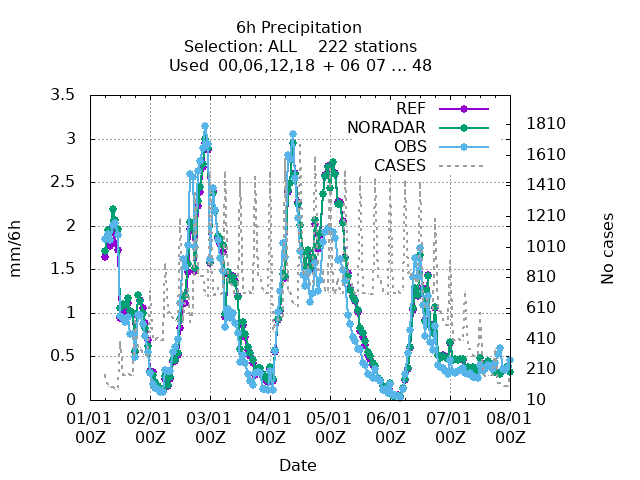 6h Precipitation
Selection: ALL    222 stations
Used  00,06,12,18 + 06 07 ... 48
mm/6h
No cases
3.5
3
2.5
2
1.5
1
0.5
0
1810
1610
1410
1210
1010
810
610
410
210
10
REF
NORADAR
OBS
CASES
01/01 02/01 03/01 04/01 05/01 06/01 07/01 08/01
00Z 00Z 00Z 00Z 00Z 00Z 00Z 00Z
Date